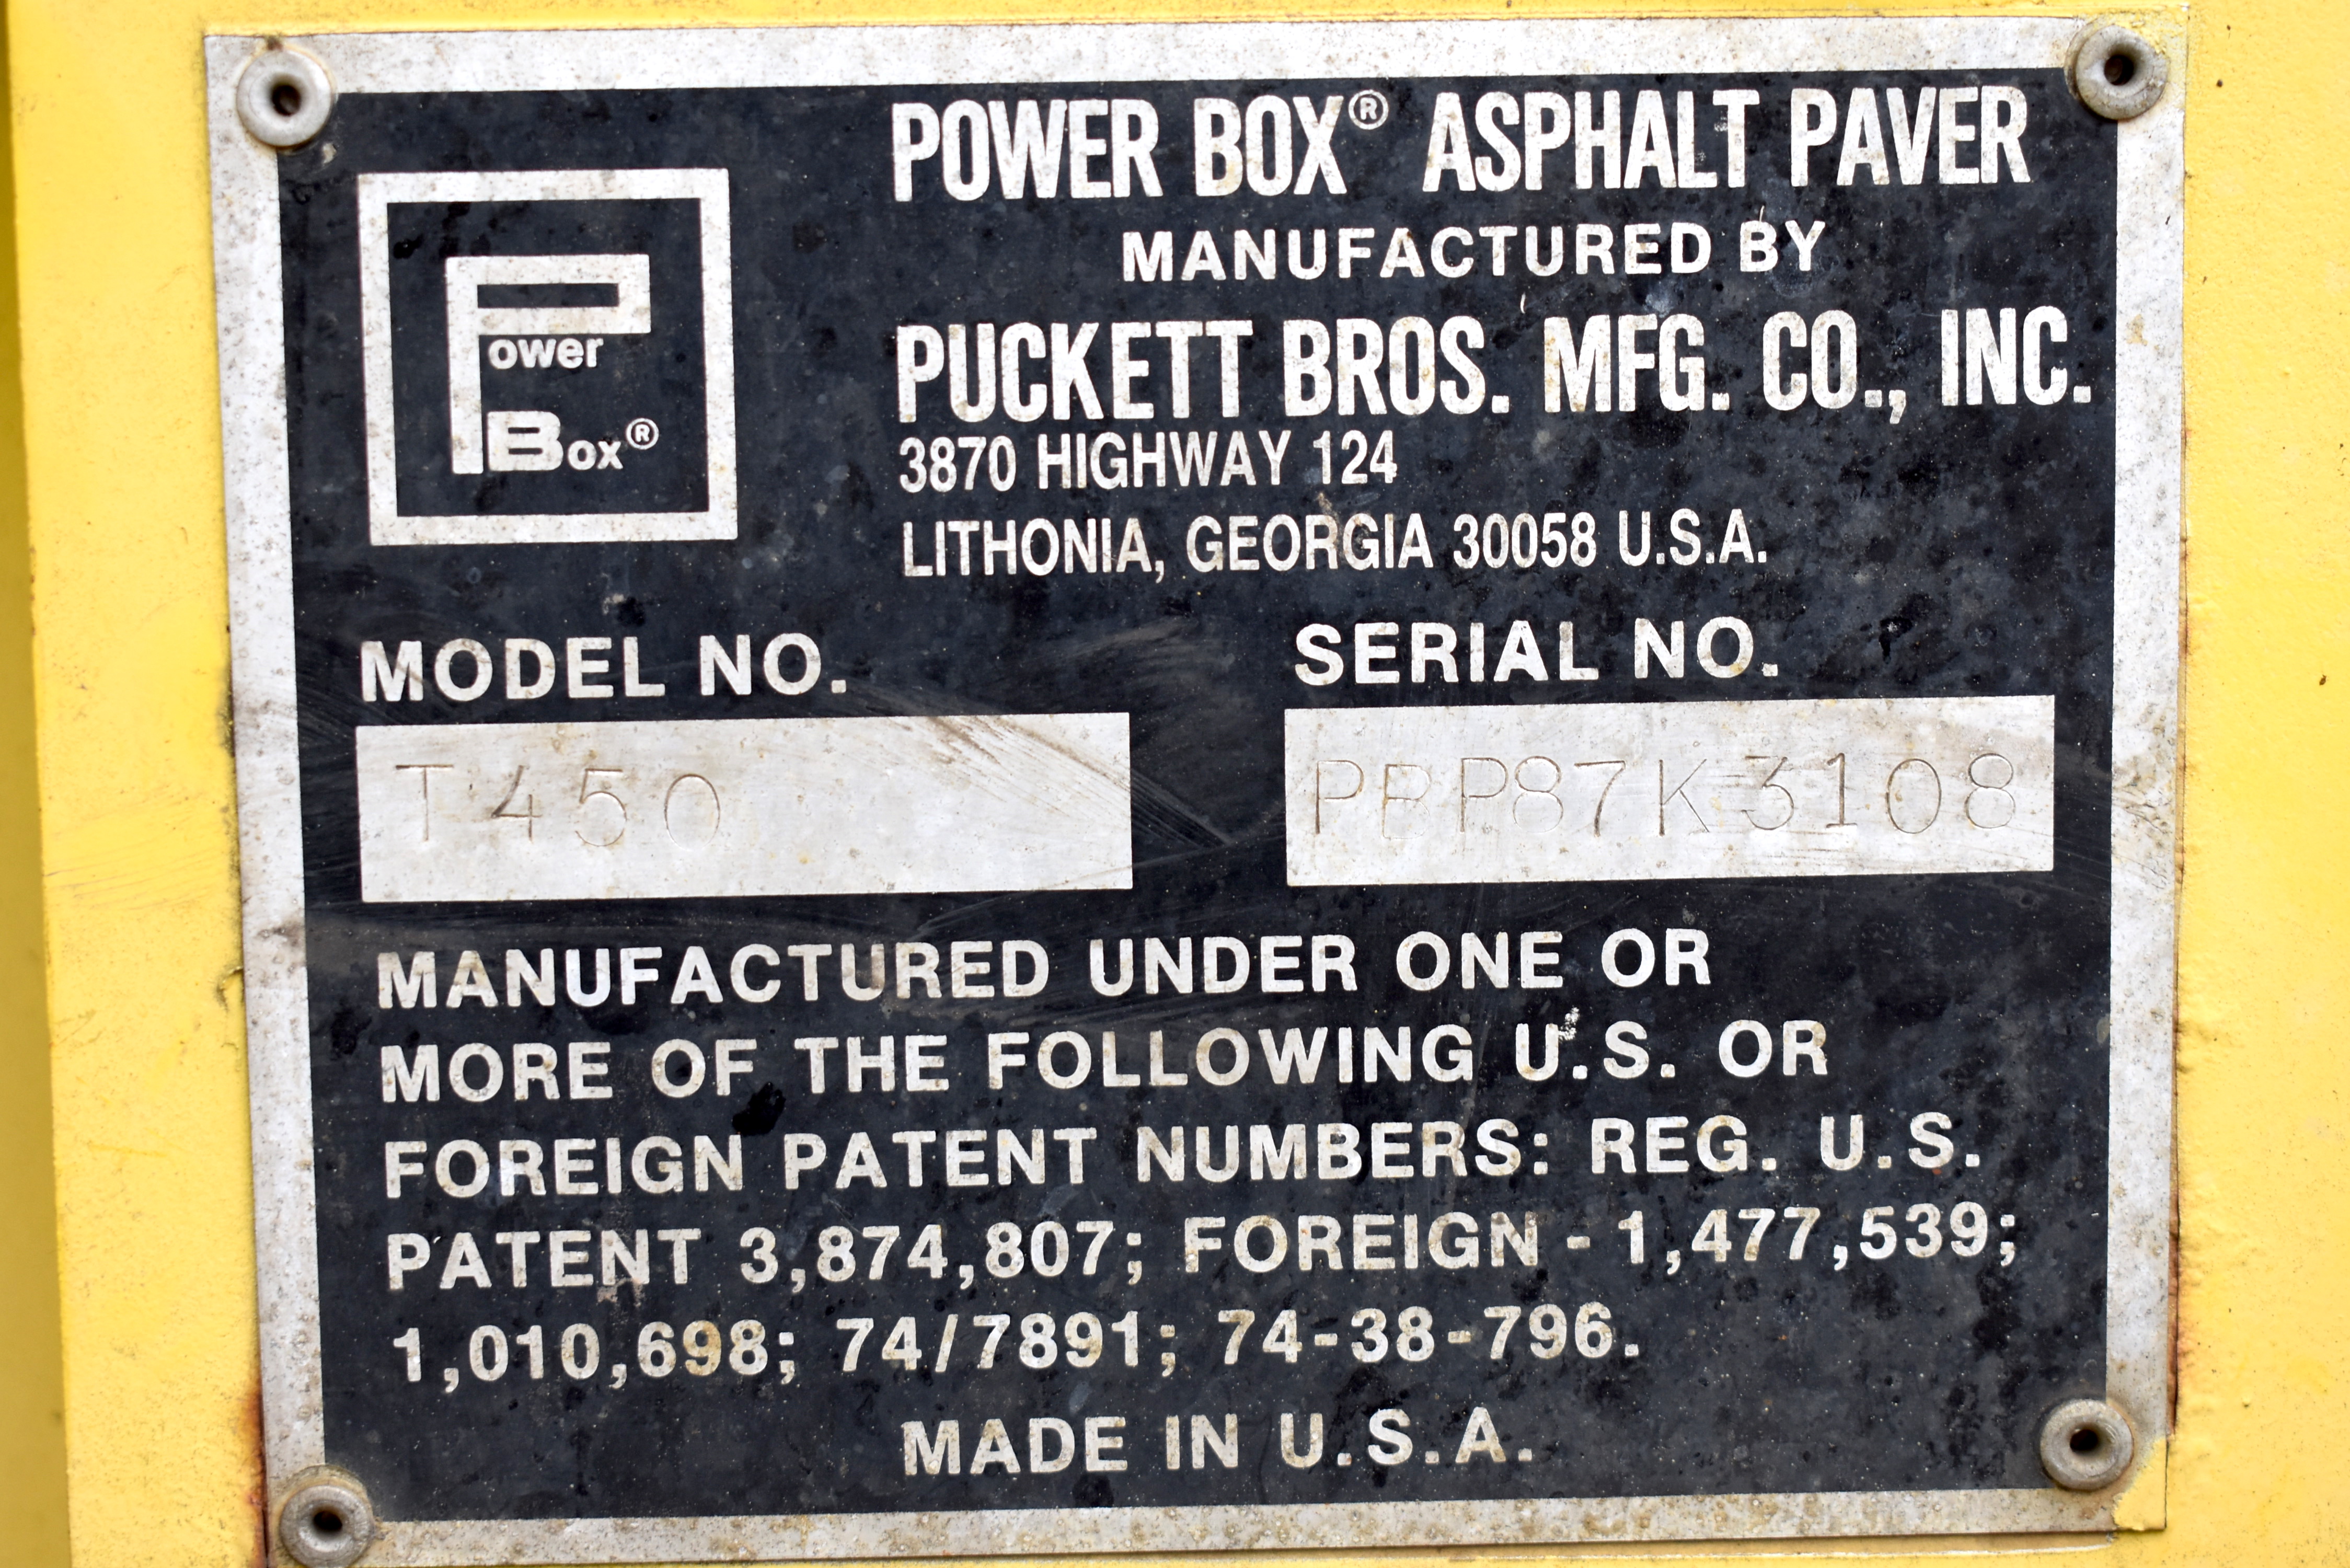 Power
Box®
POWER BOX® ASPHALT PAVER
MANUFACTURED BY
PUCKETT BROS. MFG. CO., INC.
3870 HIGHWAY 124
LITHONIA, GEORGIA 30058 U.S.A.
MODEL NO. SERIAL NO.
T450 PBP87K3108
MANUFACTURED UNDER ONE OR
MORE OF THE FOLLOWING U.S. OR
FOREIGN PATENT NUMBERS: REG. U.S.
PATENT 3,874,807; FOREIGN - 1,477,539;
1,010,698; 74/7891; 74-38-796.
MADE IN U.S.A.